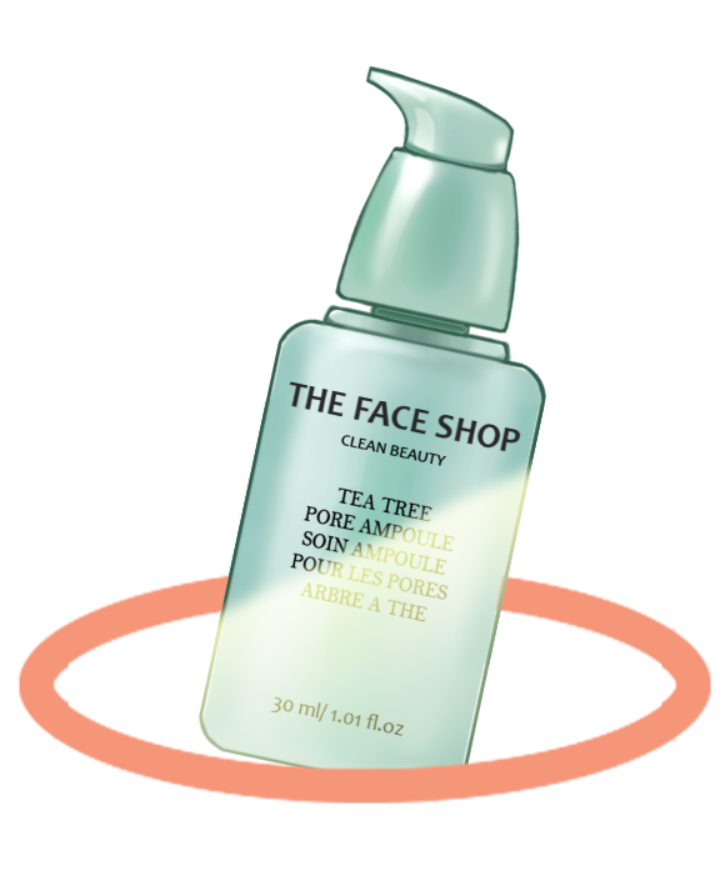 THE FACE SHOP
CLEAN BEAUTY
TEA TREE
PORE AMPOULE
SOIN AMPOULE
POUR LES PORES
ARBRE A THE
30 ml/ 1.01 fl.oz